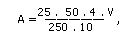 A = 25 . 50 . 4 . V
250 . 10 ,